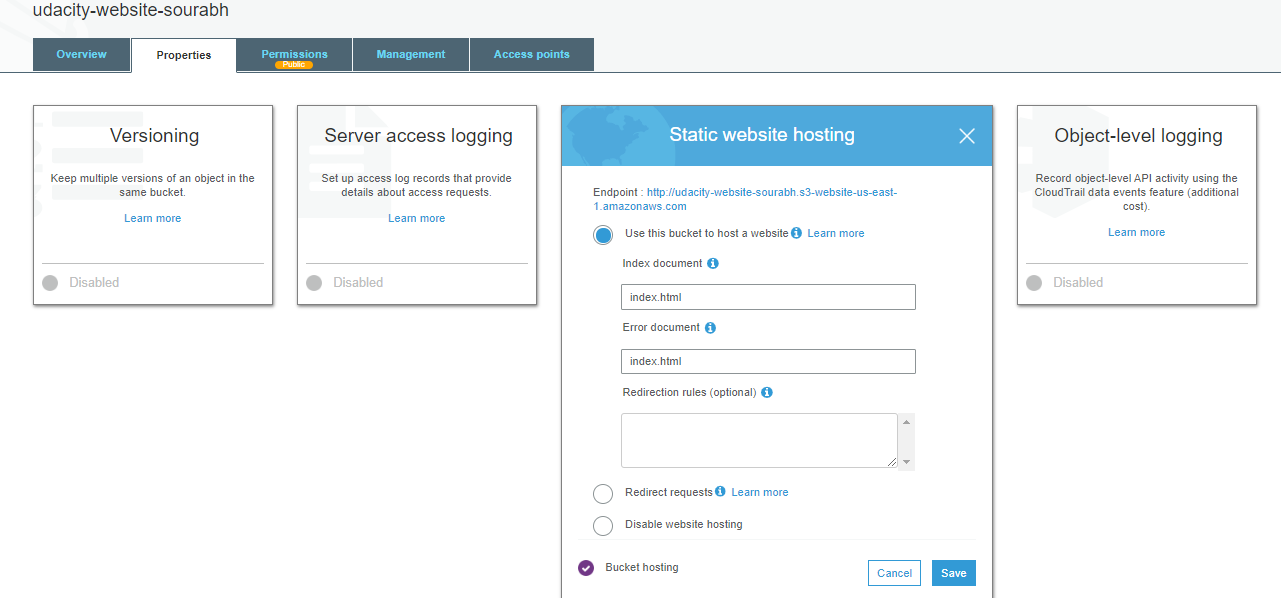 udacity-website-sourabh
Overview
Properties
Permissions
Public
Management
Access points
Versioning
Keep multiple versions of an object in the
same bucket.
Learn more
Disabled
Server access logging
Set up access log records that provide
details about access requests.
Learn more
Disabled
Static website hosting
Endpoint : http://udacity-website-sourabh.s3-website-us-east-
1.amazonaws.com
Use this bucket to host a website Learn more
Index document
index.html
Error document
index.html
Redirection rules (optional)
Redirect requests Learn more
Disable website hosting
Bucket hosting
Cancel
Save
Object-level logging
Record object-level API activity using the
CloudTrail data events feature (additional
cost).
Learn more
Disabled